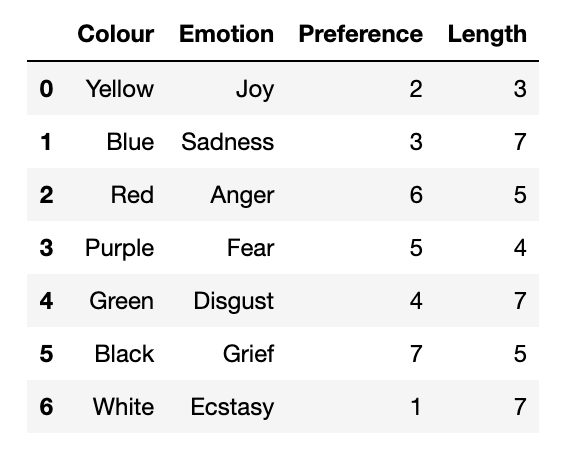 Colour Emotion Preference Length
0 Yellow Joy 2 3
1 Blue Sadness 3 7
2 Red Anger 6 5
3 Purple Fear 5 4
4 Green Disgust 4 7
5 Black Grief 7 5
6 White Ecstasy 1 7